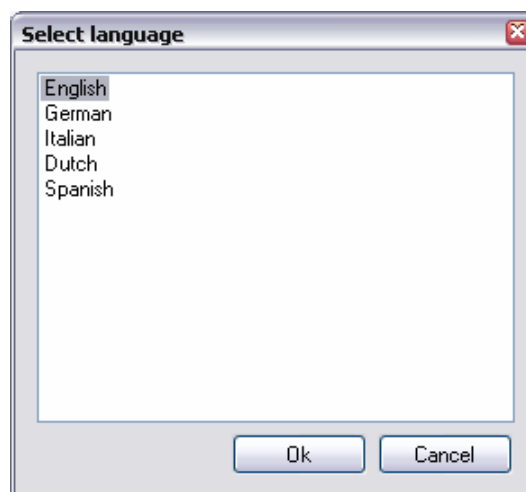 Select language
English
German
Italian
Dutch
Spanish
Ok
Cancel